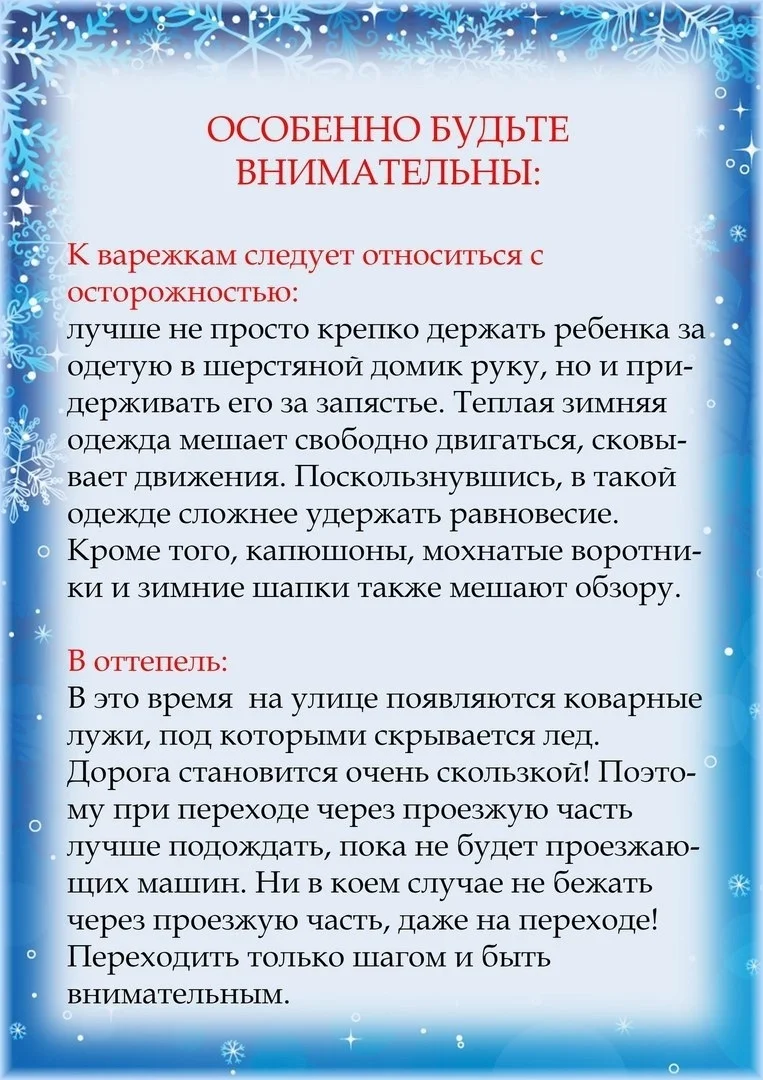 ОСОБЕННО БУДЬТЕ
ВНИМАТЕЛЬНЫ:
К варежкам следует относиться с
осторожностью:
лучше не просто крепко держать ребенка за
одетую в шерстяной домик руку, но и при-
держивать его за запястье. Теплая зимняя
одежда мешает свободно двигаться, сковы-
вает движения. Поскользнувшись, в такой
одежде сложнее удержать равновесие.
Кроме того, капюшоны, мохнатые воротни-
ки и зимние шапки также мешают обзору.
В оттепель:
В это время  на улице появляются коварные
лужи, под которыми скрывается лед.
Дорога становится очень скользкой! Поэто-
му при переходе через проезжую часть
лучше подождать, пока не будет проезжаю-
щих машин. Ни в коем случае не бежать
через проезжую часть, даже на переходе!
Переходить только шагом и быть
внимательным.